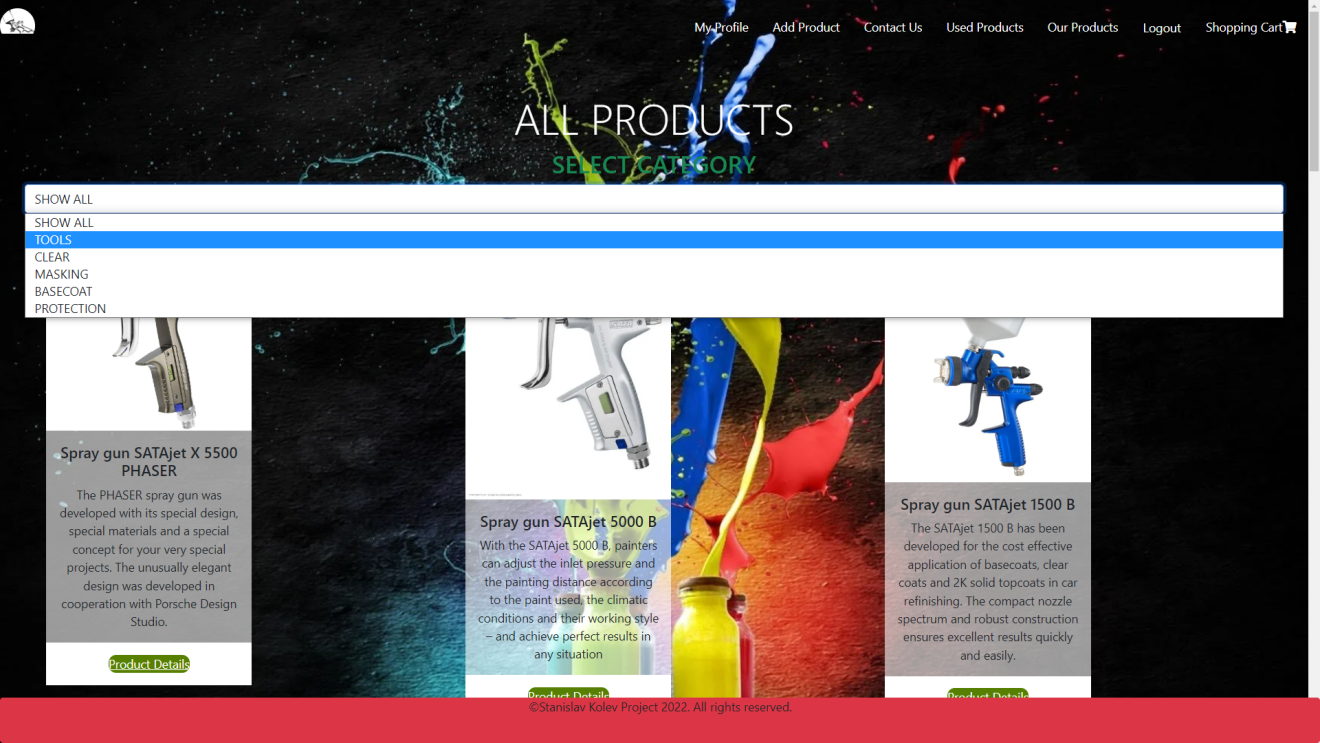 My Profile Add Product Contact Us Used Products Our Products Logout Shopping Cart
ALL PRODUCTS
SELECT CATEGORY
SHOW ALL
SHOW ALL
TOOLS
CLEAR
MASKING
BASECOAT
PROTECTION
Spray gun SATAjet X 5500
PHASER
The PHASER spray gun was
developed with its special design,
special materials and a special
concept for your very special
projects. The unusually elegant
design was developed in
cooperation with Porsche Design
Studio.
Product Details
Spray gun SATAjet 5000 B
With the SATAjet 5000 B, painters
can adjust the inlet pressure and
the painting distance according
to the paint used, the climatic
conditions and their working style
– and achieve perfect results in
any situation
Product Details
Spray gun SATAjet 1500 B
The SATAjet 1500 B has been
developed for the cost effective
application of basecoats, clear
coats and 2K solid topcoats in car
refinishing. The compact nozzle
spectrum and robust construction
ensures excellent results quickly
and easily.
Product Details
©Stanislav Kolev Project 2022. All rights reserved.